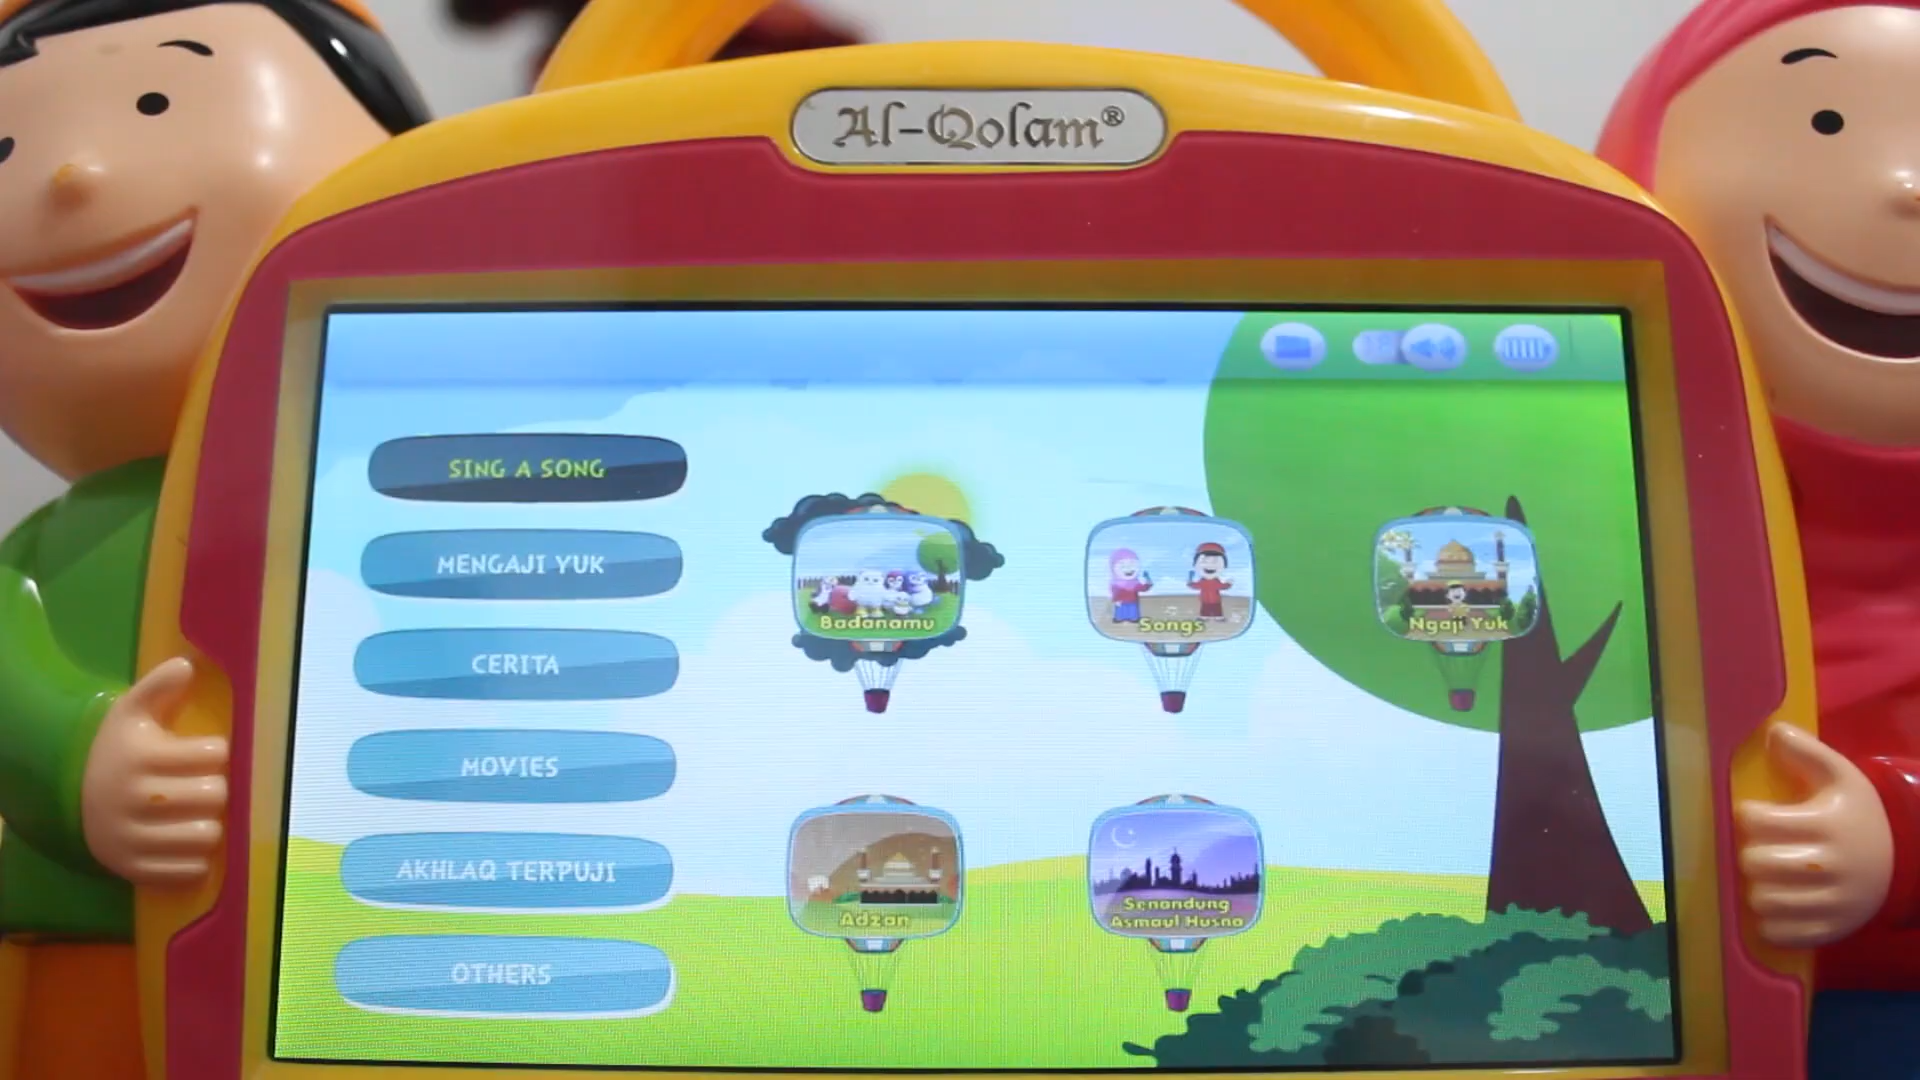 Al-Qolam®
SING A SONG
MENGAJI YUK
CERITA
MOVIES
AKHLAQ TERPUJI
OTHERS
Badanamu
Songs
Ngaji Yuk
Adzan
Senandung
Asmaul Husna